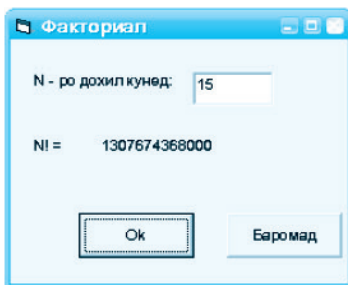 Факториал
N - ро дохил кунед: 15
N! = 1307674368000
Ok Баромад